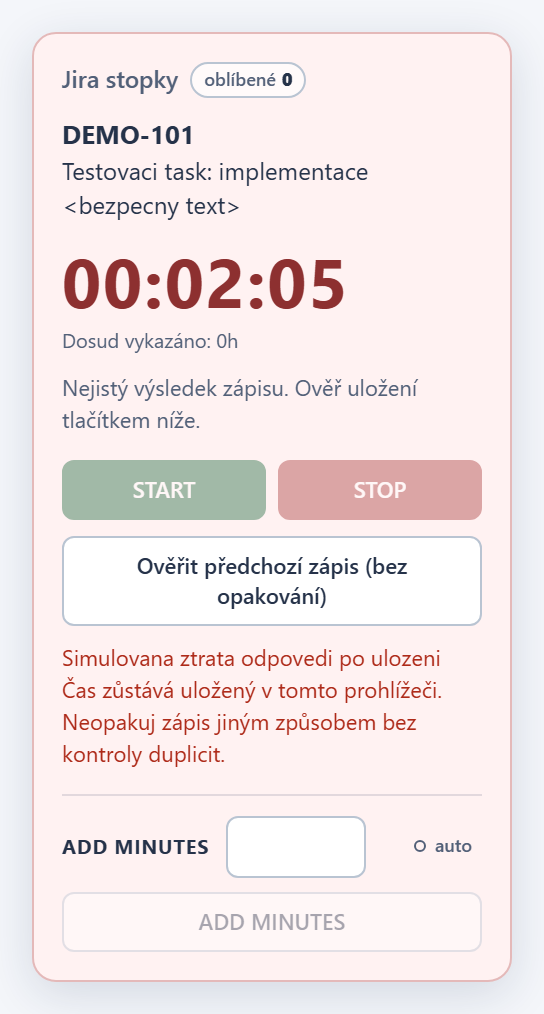 Jira stopky oblíbené 0
DEMO-101
Testovaci task: implementace
<bezpecny text>
00:02:05
Dosud vykázáno: 0h
Nejistý výsledek zápisu. Ověř uložení
tlačítkem níže.
START STOP
Ověřit předchozí zápis (bez
opakování)
Simulovana ztrata odpovedi po ulozeni
Čas zůstává uložený v tomto prohlížeči.
Neopakuj zápis jiným způsobem bez
kontroly duplicit.
ADD MINUTES auto
ADD MINUTES